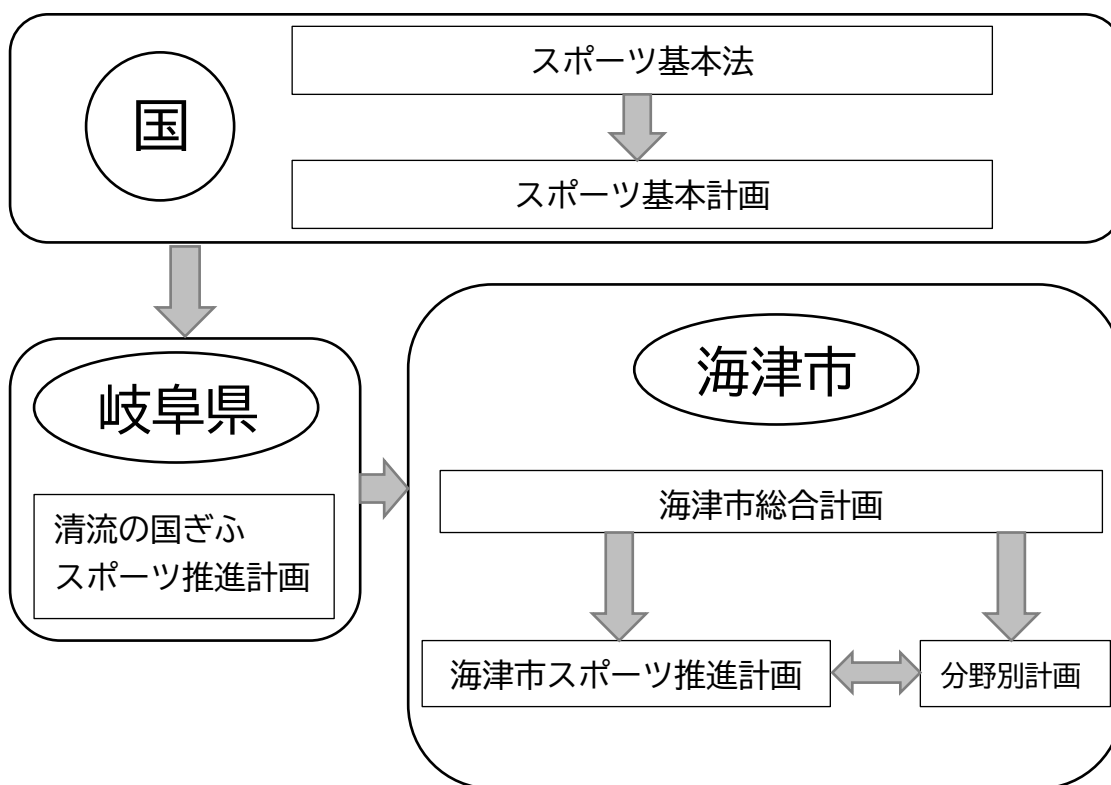 スポーツ基本法
国
スポーツ基本計画
岐阜県
清流の国ぎふ
スポーツ推進計画
海津市
海津市総合計画
海津市スポーツ推進計画
分野別計画